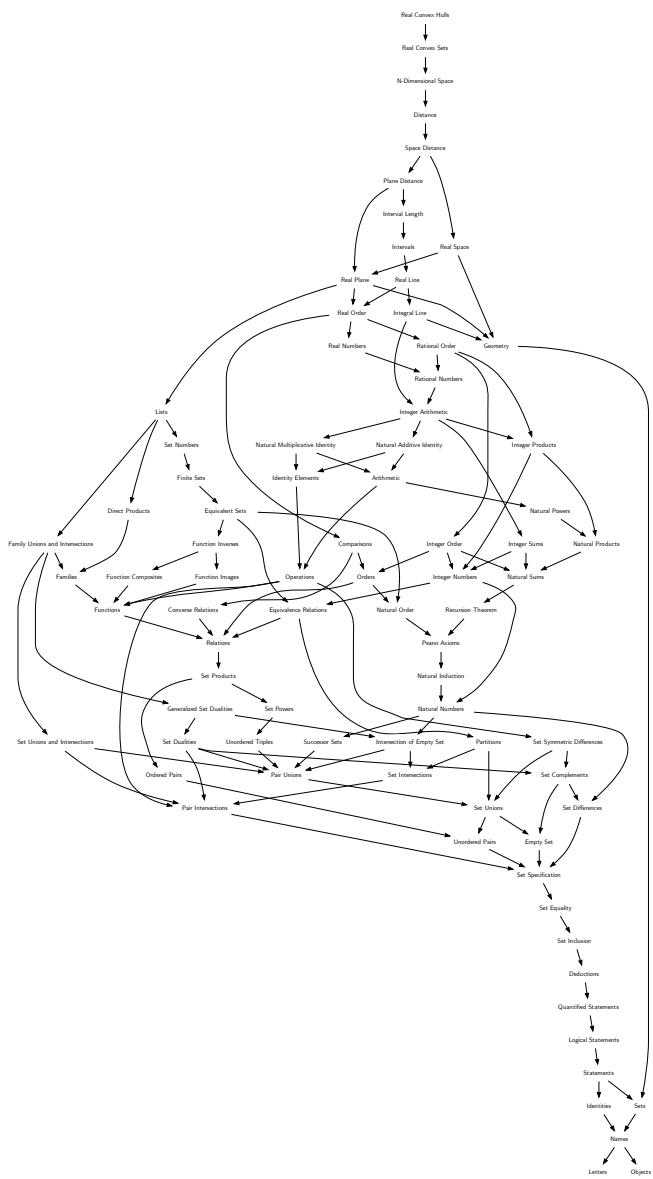 Real Convex Hulls
Real Convex Sets
N-Dimensional Space
Distance
Space Distance
Plane Distance
Interval Length
Intervals
Real Space
Real Plane
Real Line
Real Order
Integral Line
Real Numbers
Rational Order
Geometry
Rational Numbers
Lists
Integer Arithmetic
Set Numbers
Natural Multiplicative Identity
Natural Additive Identity
Integer Products
Finite Sets
Identity Elements
Arithmetic
Direct Products
Equivalent Sets
Natural Powers
Family Unions and Intersections
Function Inverses
Comparisons
Integer Order
Integer Sums
Natural Products
Families
Function Composites
Function Images
Operations
Orders
Integer Numbers
Natural Sums
Functions
Converse Relations
Equivalence Relations
Natural Order
Recursion Theorem
Relations
Peano Axioms
Set Products
Natural Induction
Generalized Set Dualities
Set Powers
Natural Numbers
Set Unions and Intersections
Set Dualities
Unordered Triples
Successor Sets
Intersection of Empty Set
Partitions
Set Symmetric Differences
Ordered Pairs
Pair Unions
Set Intersections
Set Complements
Pair Intersections
Set Unions
Set Differences
Unordered Pairs
Empty Set
Set Specification
Set Equality
Set Inclusion
Deductions
Quantified Statements
Logical Statements
Statements
Identities
Sets
Names
Letters
Objects